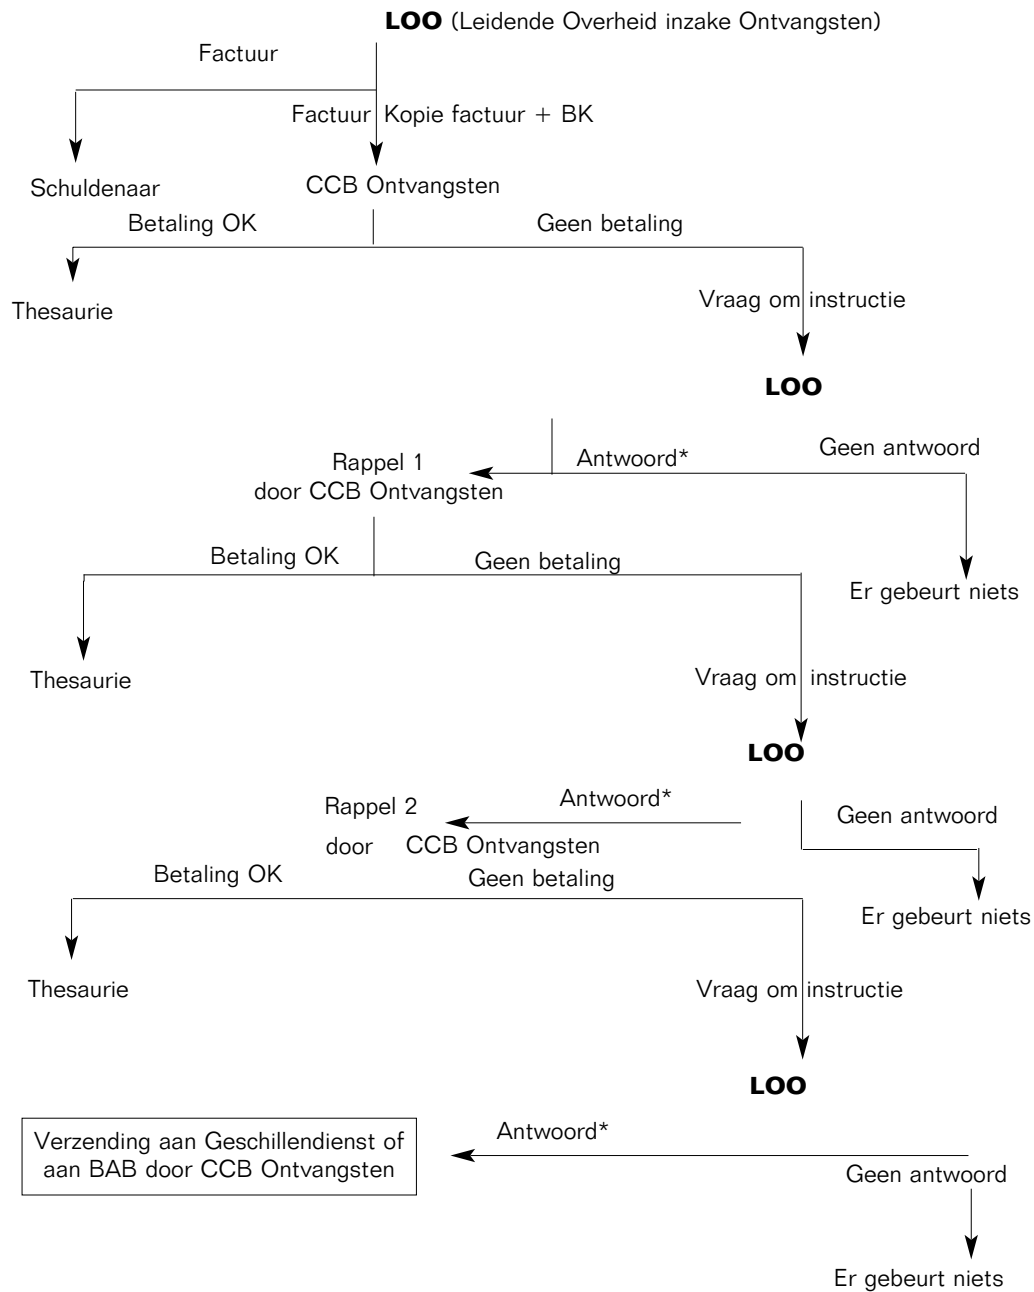 LOO (Leidende Overheid inzake Ontvangsten)
Factuur
Factuur Kopie factuur + BK
Schuldenaar
CCB Ontvangsten
Betaling OK
Geen betaling
Thesaurie
Vraag om instructie
LOO
Geen antwoord
Antwoord*
Rappel 1
door CCB Ontvangsten
Betaling OK
Geen betaling
Er gebeurt niets
Thesaurie
Vraag om instructie
LOO
Rappel 2
Antwoord*
Geen antwoord
door CCB Ontvangsten
Betaling OK
Geen betaling
Er gebeurt niets
Thesaurie
Vraag om instructie
LOO
Antwoord*
Verzending aan Geschillendienst of
aan BAB door CCB Ontvangsten
Geen antwoord
Er gebeurt niets